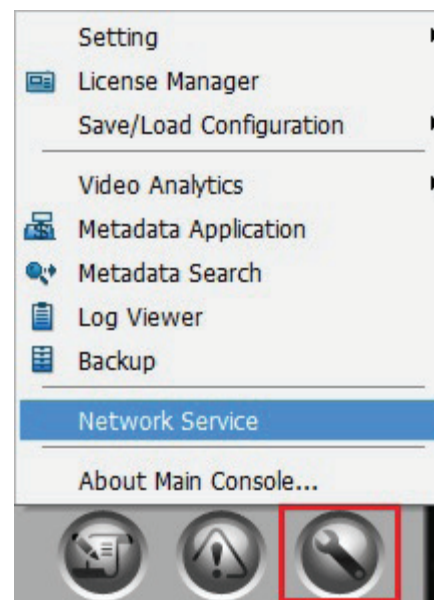 Setting
License Manager
Save/Load Configuration
Video Analytics
Metadata Application
Metadata Search
Log Viewer
Backup
Network Service
About Main Console...